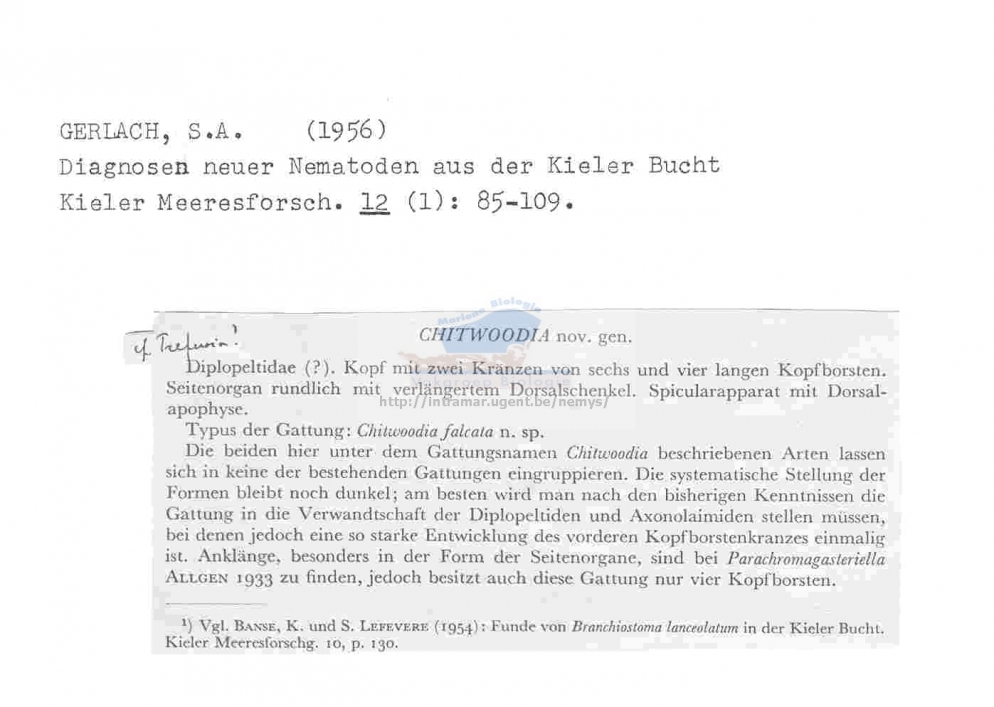 GERLACH, S.A. (1956)
Diagnosen neuer Nematoden aus der Kieler Bucht
Kieler Meeresforsch. 12 (1): 85-109.
Marine Biologie
CHITWOODIA nov. gen.
cf. Trefusia!
Diplopeltidae (?). Kopf mit zwei Kränzen von sechs und vier langen Kopfborsten.
Seitenorgan rundlich mit verlängertem Dorsalschenkel. Spicularapparat mit Dorsal-
http://intramar.ugent.be/nemys/
apophyse.
Typus der Gattung: Chitwoodia falcata n. sp.
Die beiden hier unter dem Gattungsnamen Chitwoodia beschriebenen Arten lassen
sich in keine der bestehenden Gattungen eingruppieren. Die systematische Stellung der
Formen bleibt noch dunkel; am besten wird man nach den bisherigen Kenntnissen die
Gattung in die Verwandtschaft der Diplopeltiden und Axonolaimiden stellen müssen,
bei denen jedoch eine so starke Entwicklung des vorderen Kopfborstenkranzes einmalig
ist. Anklänge, besonders in der Form der Seitenorgane, sind bei Parachromagasteriella
ALLGEN 1933 zu finden, jedoch besitzt auch diese Gattung nur vier Kopfborsten.
¹) Vgl. BANSE, K. und S. LEFEVERE (1954): Funde von Branchiostoma lanceolatum in der Kieler Bucht.
Kieler Meeresforschg. 10, p. 130.